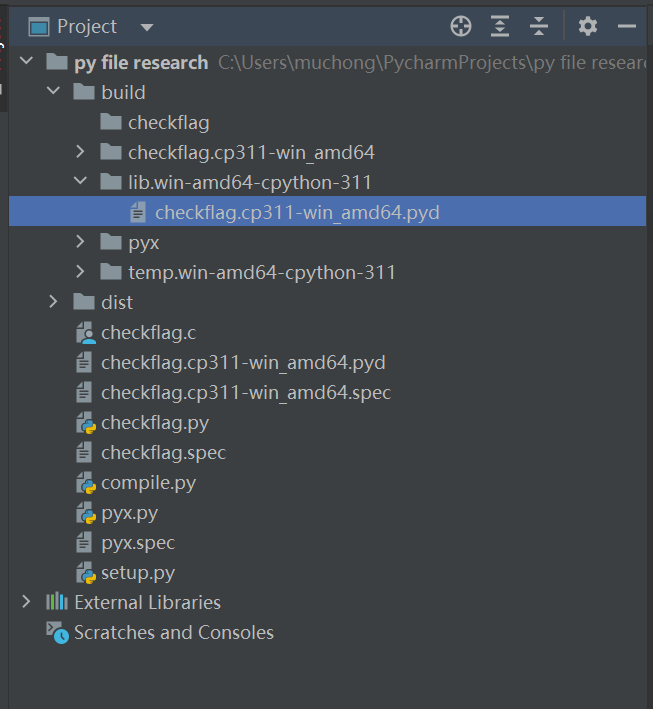 Project
py file research C:\Users\muchong\PycharmProjects\py file resear
build
checkflag
checkflag.cp311-win_amd64
lib.win-amd64-cpython-311
checkflag.cp311-win_amd64.pyd
pyx
temp.win-amd64-cpython-311
dist
checkflag.c
checkflag.cp311-win_amd64.pyd
checkflag.cp311-win_amd64.spec
checkflag.py
checkflag.spec
compile.py
pyx.py
pyx.spec
setup.py
External Libraries
Scratches and Consoles